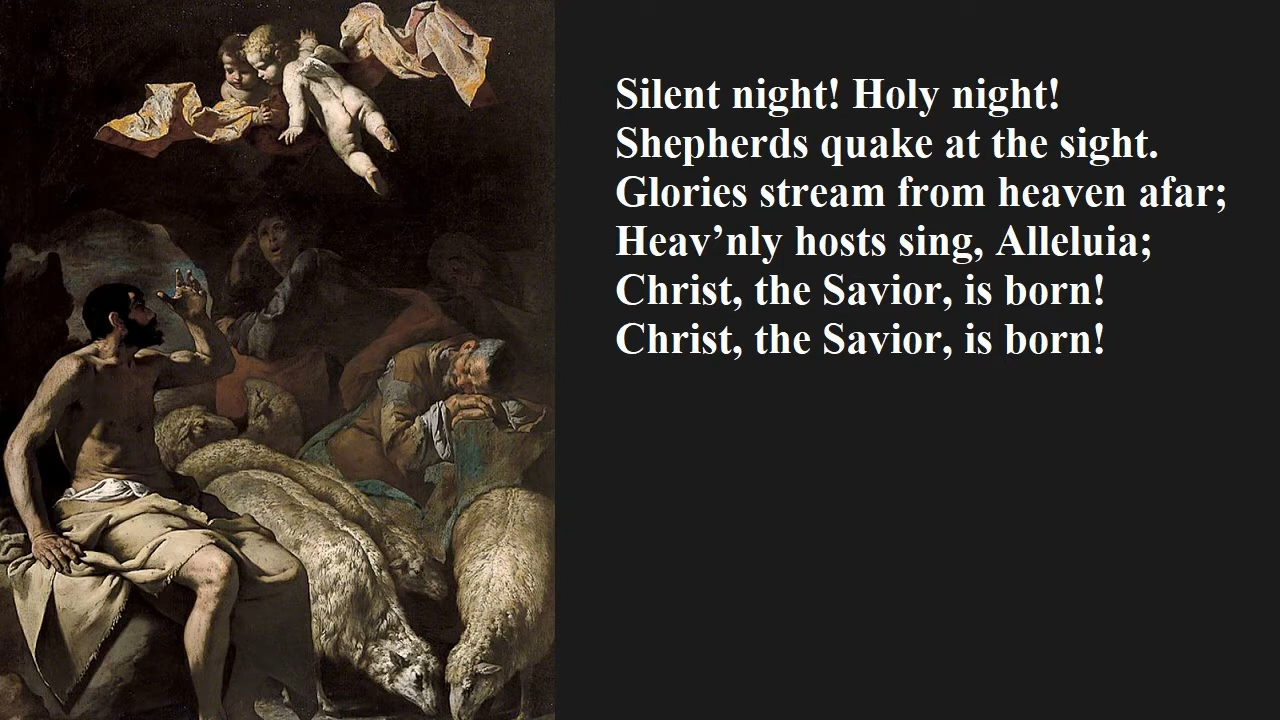 Silent night! Holy night!
Shepherds quake at the sight.
Glories stream from heaven afar;
Heav’nly hosts sing, Alleluia;
Christ, the Savior, is born!
Christ, the Savior, is born!